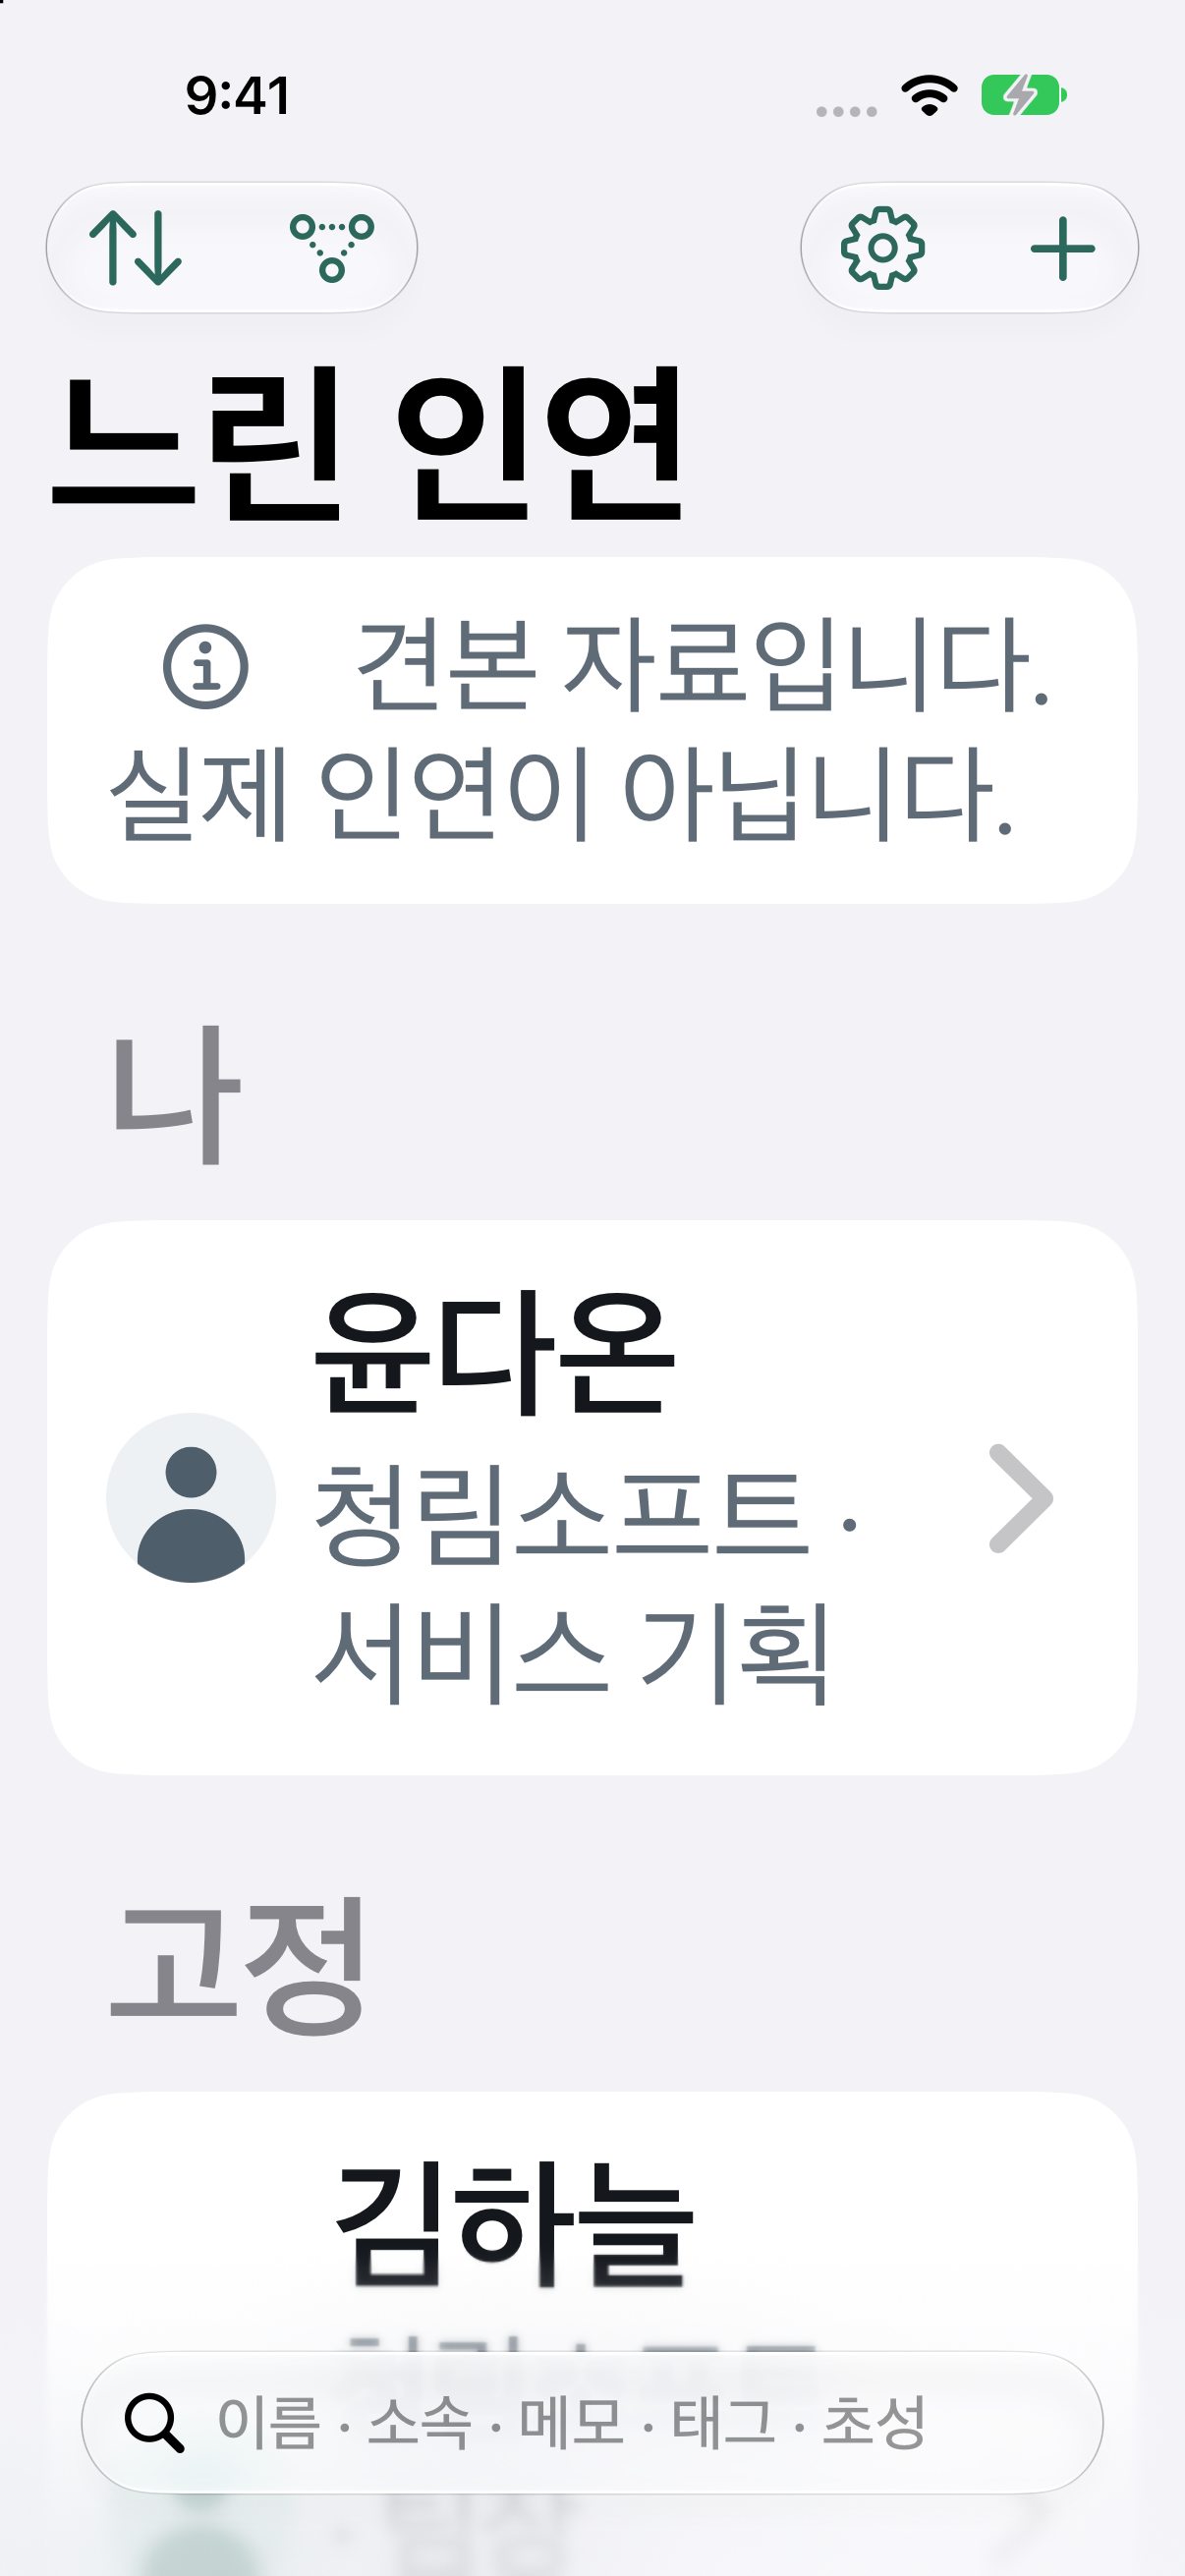 9:41
느린 인연
견본 자료입니다.
실제 인연이 아닙니다.
나
윤다온
청림소프트 ·
서비스 기획
고정
김하늘
이름 · 소속 · 메모 · 태그 · 초성